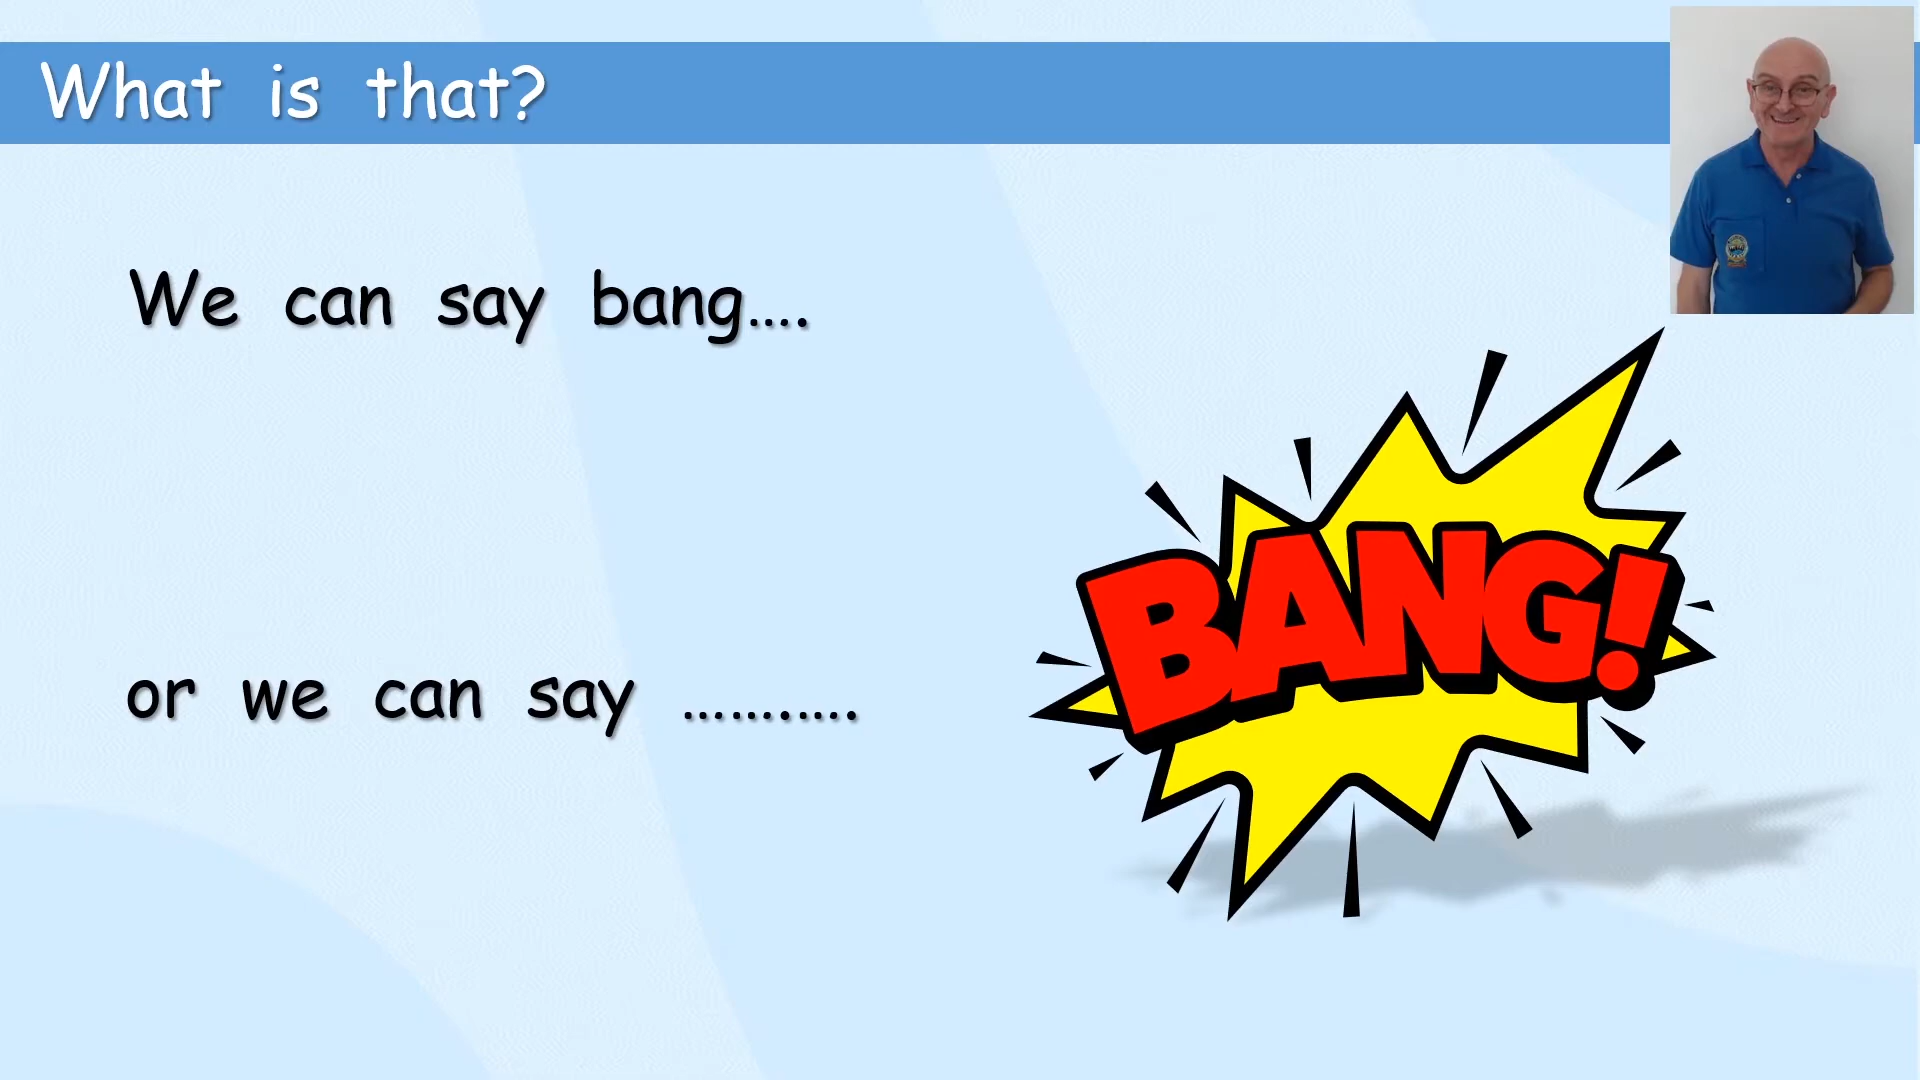 What is that?
We can say bang….
or we can say ………….
BANG!